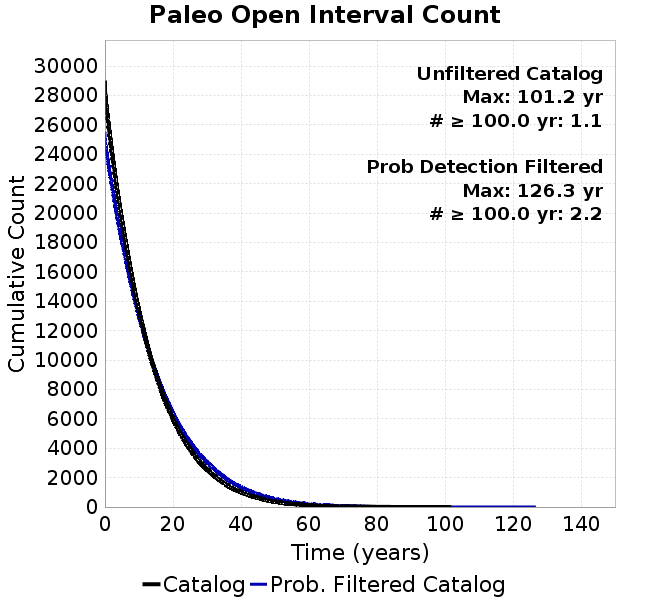 Paleo Open Interval Count
Unfiltered Catalog
Max: 101.2 yr
# ≥ 100.0 yr: 1.1
Prob Detection Filtered
Max: 126.3 yr
# ≥ 100.0 yr: 2.2
Cumulative Count
30000
28000
26000
24000
22000
20000
18000
16000
14000
12000
10000
8000
6000
4000
2000
0
0 20 40 60 80 100 120 140
Time (years)
Catalog Prob. Filtered Catalog